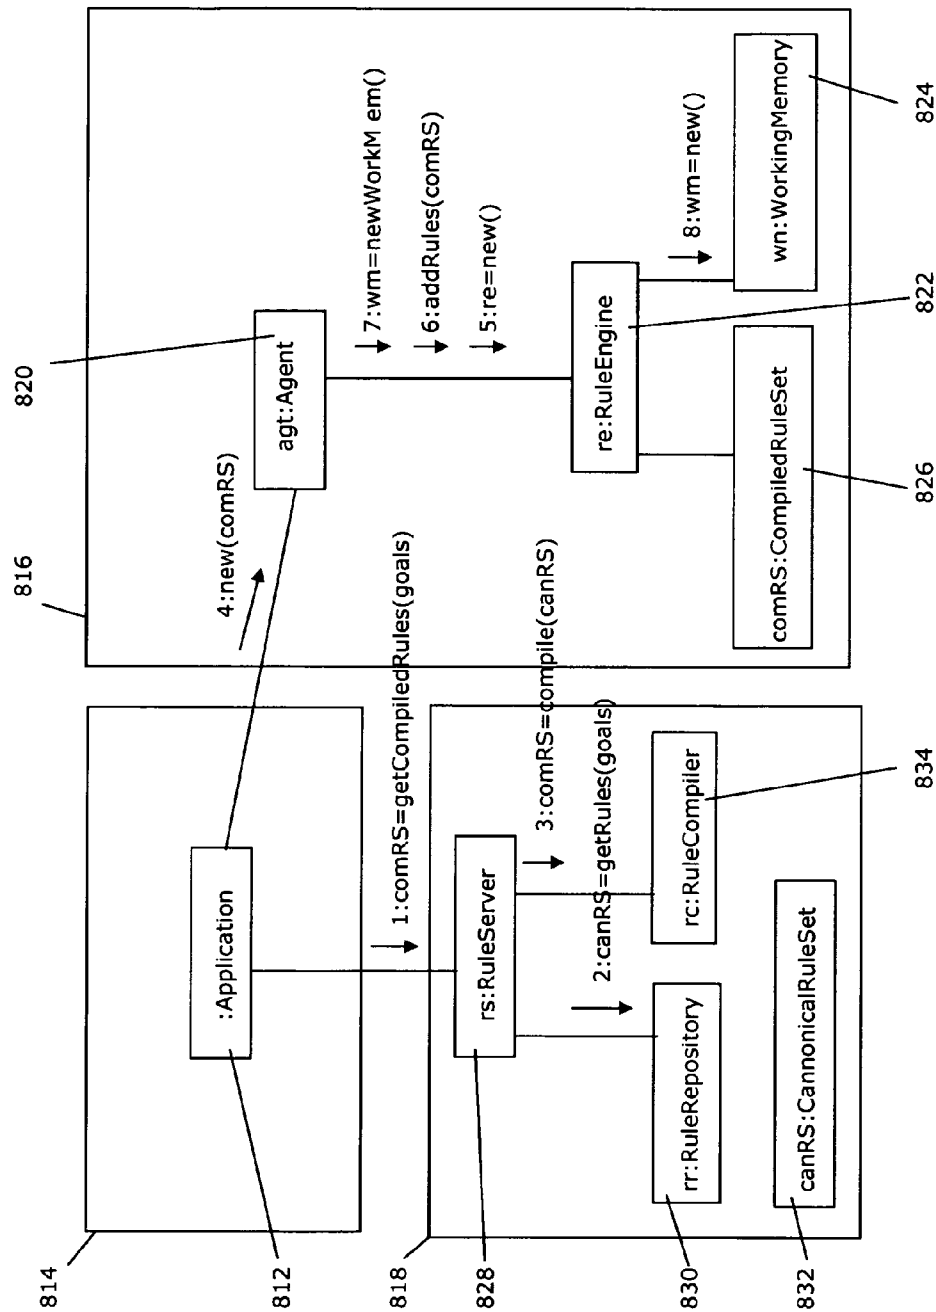 814
812
:Application
4:new(comRS)
816
820
agt:Agent
7:wm=newWorkM em()
6:addRules(comRS)
5:re=new()
re:RuleEngine
8:wm=new()
comRS:CompiledRuleSet
wn:WorkingMemory
826
822
824
1:comRS=getCompiledRules(goals)
818
828
rs:RuleServer
3:comRS=compile(canRS)
2:canRS=getRules(goals)
830
rr:RuleRepository
rc:RuleCompiler
834
832
canRS:CannonicalRuleSet